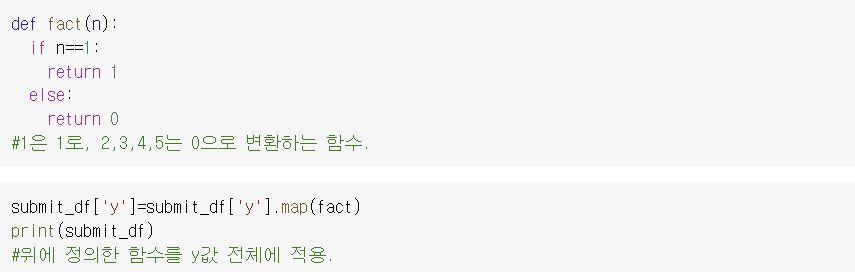 def fact(n):
  if n==1:
    return 1
  else:
    return 0
#1은 1로, 2,3,4,5는 0으로 변환하는 함수.
submit_df['y']=submit_df['y'].map(fact)
print(submit_df)
#위에 정의한 함수를 y값 전체에 적용.